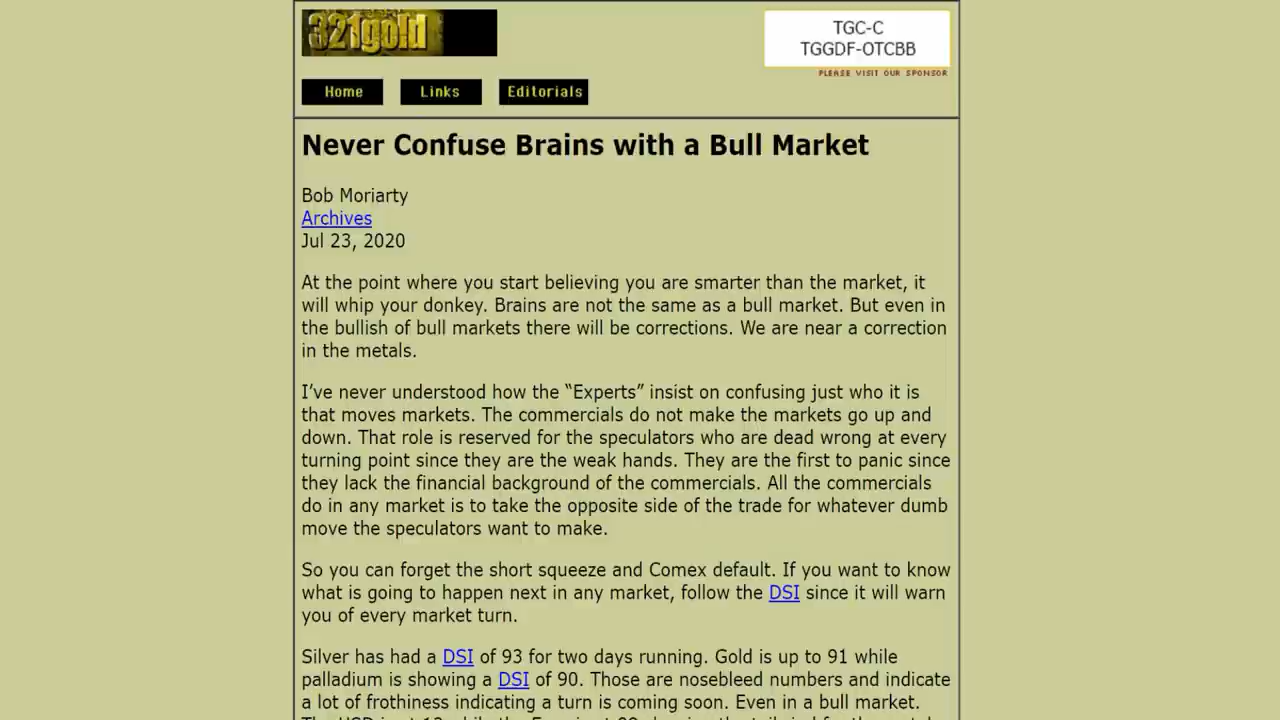 321gold
TGC-C
TGGDF-OTCBB
PLEASE VISIT OUR SPONSOR
Home Links Editorials
Never Confuse Brains with a Bull Market
Bob Moriarty
Archives
Jul 23, 2020
At the point where you start believing you are smarter than the market, it
will whip your donkey. Brains are not the same as a bull market. But even in
the bullish of bull markets there will be corrections. We are near a correction
in the metals.
I’ve never understood how the “Experts” insist on confusing just who it is
that moves markets. The commercials do not make the markets go up and
down. That role is reserved for the speculators who are dead wrong at every
turning point since they are the weak hands. They are the first to panic since
they lack the financial background of the commercials. All the commercials
do in any market is to take the opposite side of the trade for whatever dumb
move the speculators want to make.
So you can forget the short squeeze and Comex default. If you want to know
what is going to happen next in any market, follow the DSI since it will warn
you of every market turn.
Silver has had a DSI of 93 for two days running. Gold is up to 91 while
palladium is showing a DSI of 90. Those are nosebleed numbers and indicate
a lot of frothiness indicating a turn is coming soon. Even in a bull market.